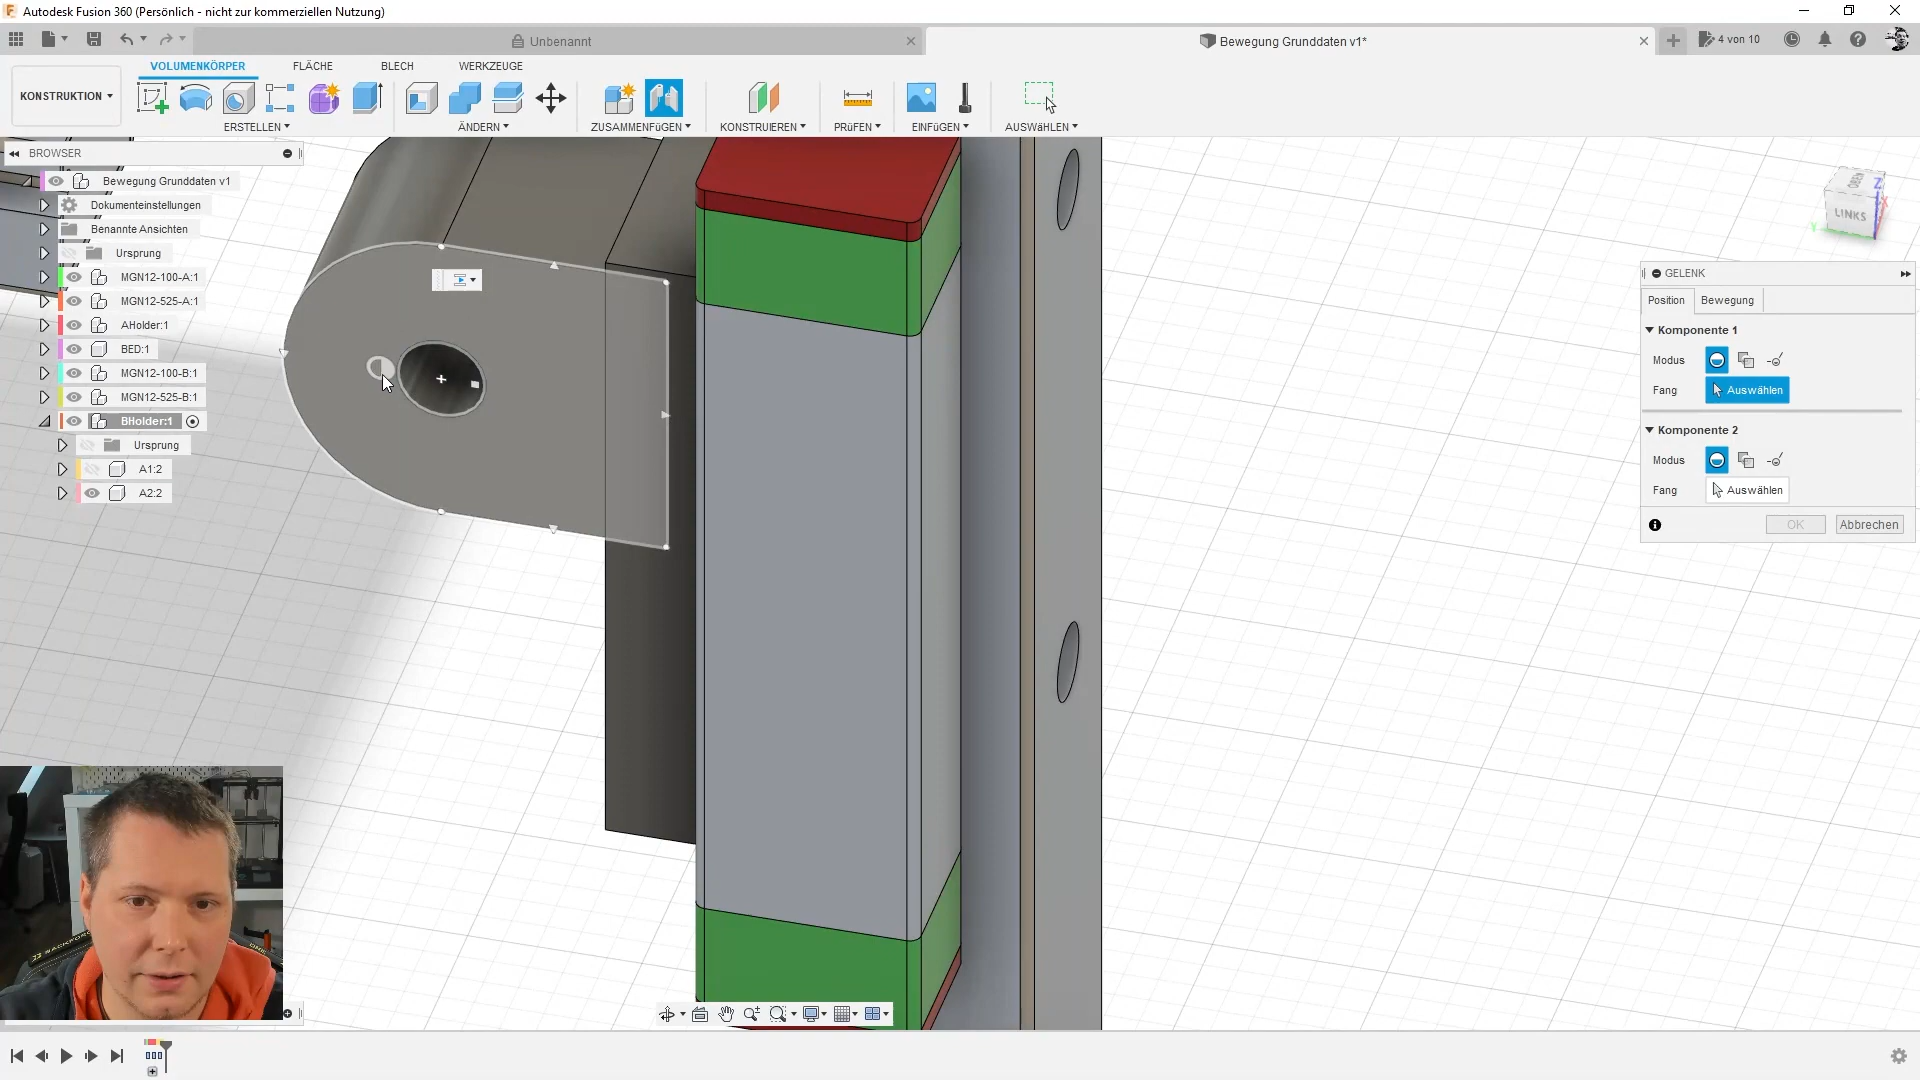 Autodesk Fusion 360 (Persönlich - nicht zur kommerziellen Nutzung)
Unbenannt
Bewegung Grunddaten v1*
4 von 10
KONSTRUKTION
VOLUMENKÖRPER
FLÄCHE
BLECH
WERKZEUGE
ERSTELLEN
ÄNDERN
ZUSAMMENFüGEN
KONSTRUIEREN
PRüFEN
EINFüGEN
AUSWäHLEN
BROWSER
Bewegung Grunddaten v1
Dokumenteinstellungen
Benannte Ansichten
Ursprung
MGN12-100-A:1
MGN12-525-A:1
AHolder:1
BED:1
MGN12-100-B:1
MGN12-525-B:1
BHolder:1
Ursprung
A1:2
A2:2
OBEN
LINKS
Z
X
Y
GELENK
Position
Bewegung
Komponente 1
Modus
Fang
Auswählen
Komponente 2
Modus
Fang
Auswählen
OK
Abbrechen